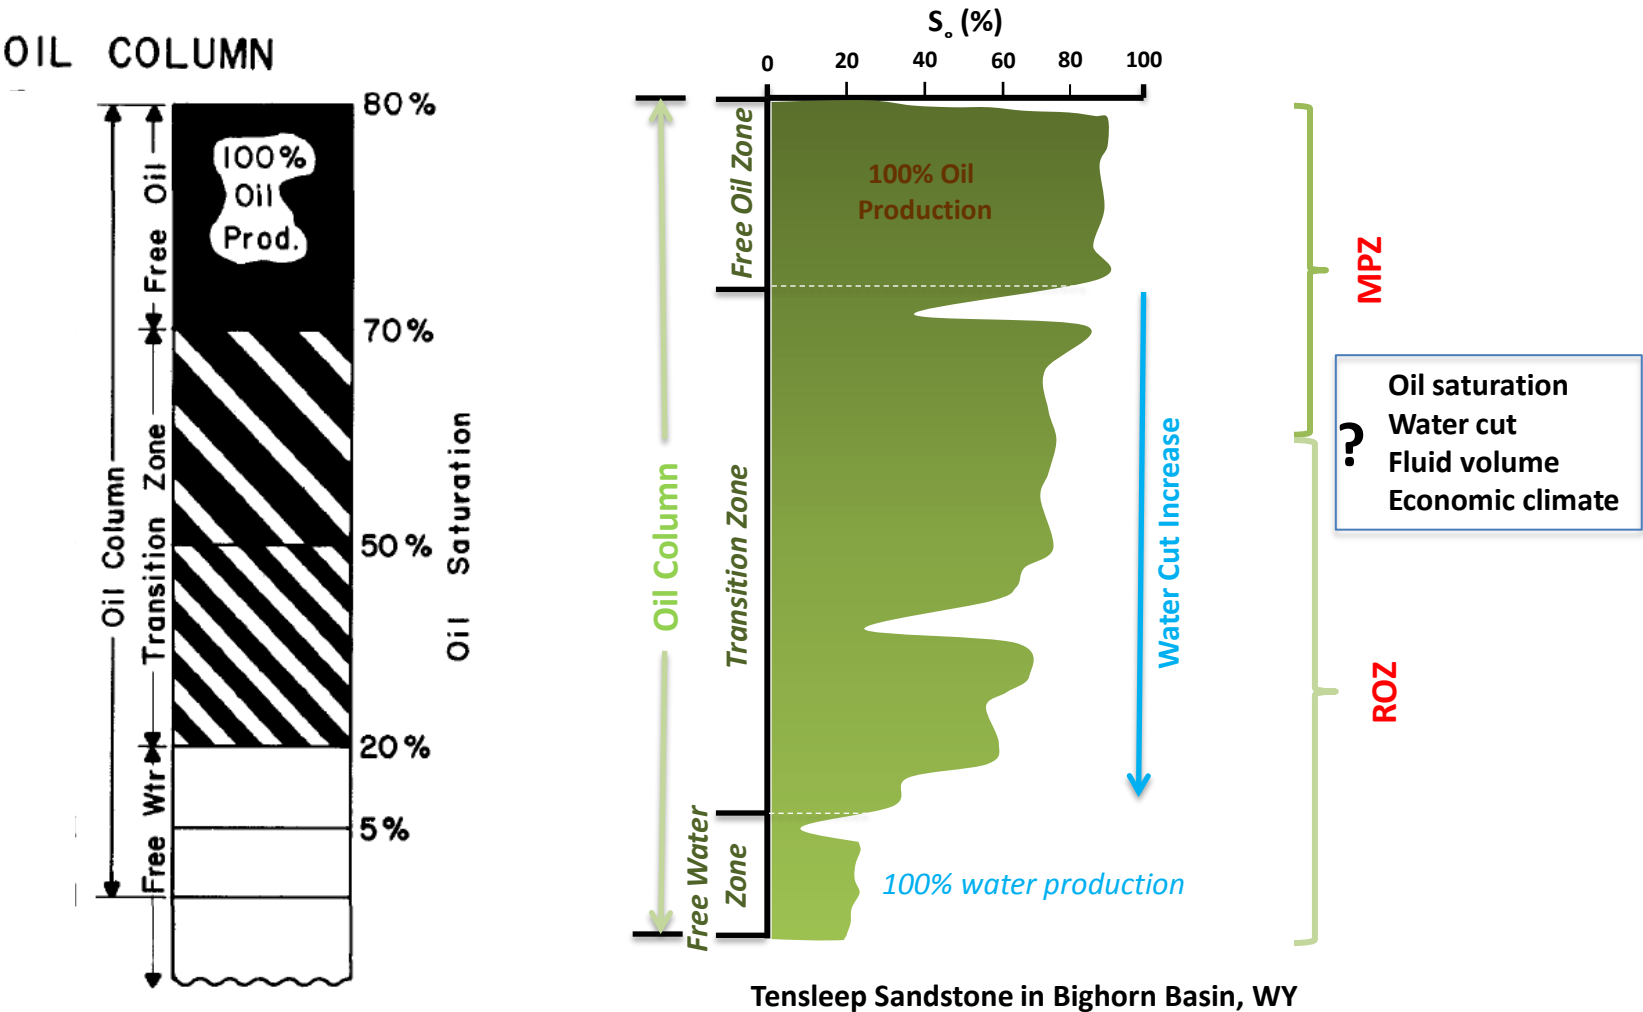 OIL COLUMN
80%
100%
Oil
Prod.
Free Oil
70%
Transition Zone
Oil Column
50%
Oil Saturation
20%
5%
Free Wtr
So (%)
0 20 40 60 80 100
Free Oil Zone
100% Oil
Production
Oil Column
Transition Zone
Water Cut Increase
Free Water
Zone
100% water production
MPZ
?
Oil saturation
Water cut
Fluid volume
Economic climate
ROZ
Tensleep Sandstone in Bighorn Basin, WY